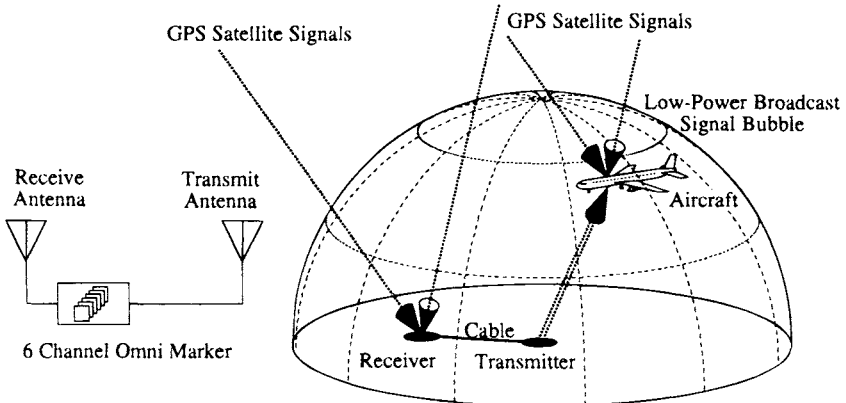 GPS Satellite Signals
GPS Satellite Signals
Low-Power Broadcast
Signal Bubble
Receive
Antenna
Transmit
Antenna
Aircraft
6 Channel Omni Marker
Cable
Receiver
Transmitter